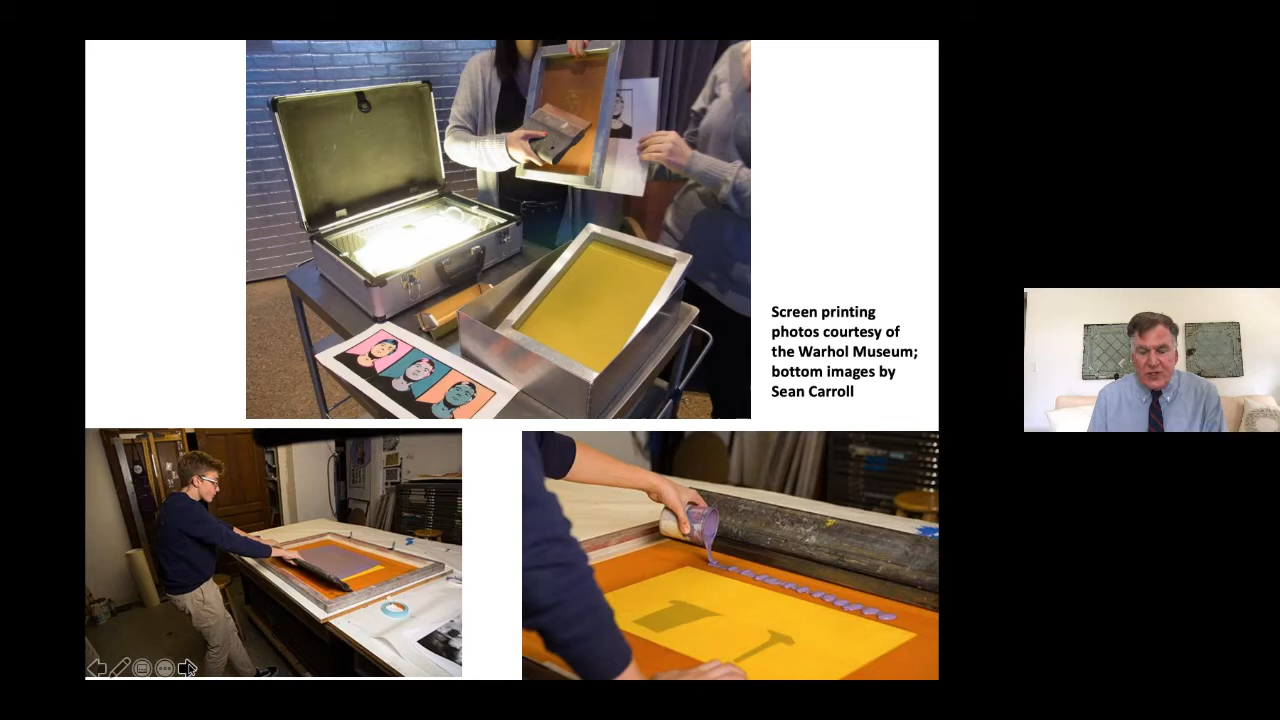 Screen printing
photos courtesy of
the Warhol Museum;
bottom images by
Sean Carroll